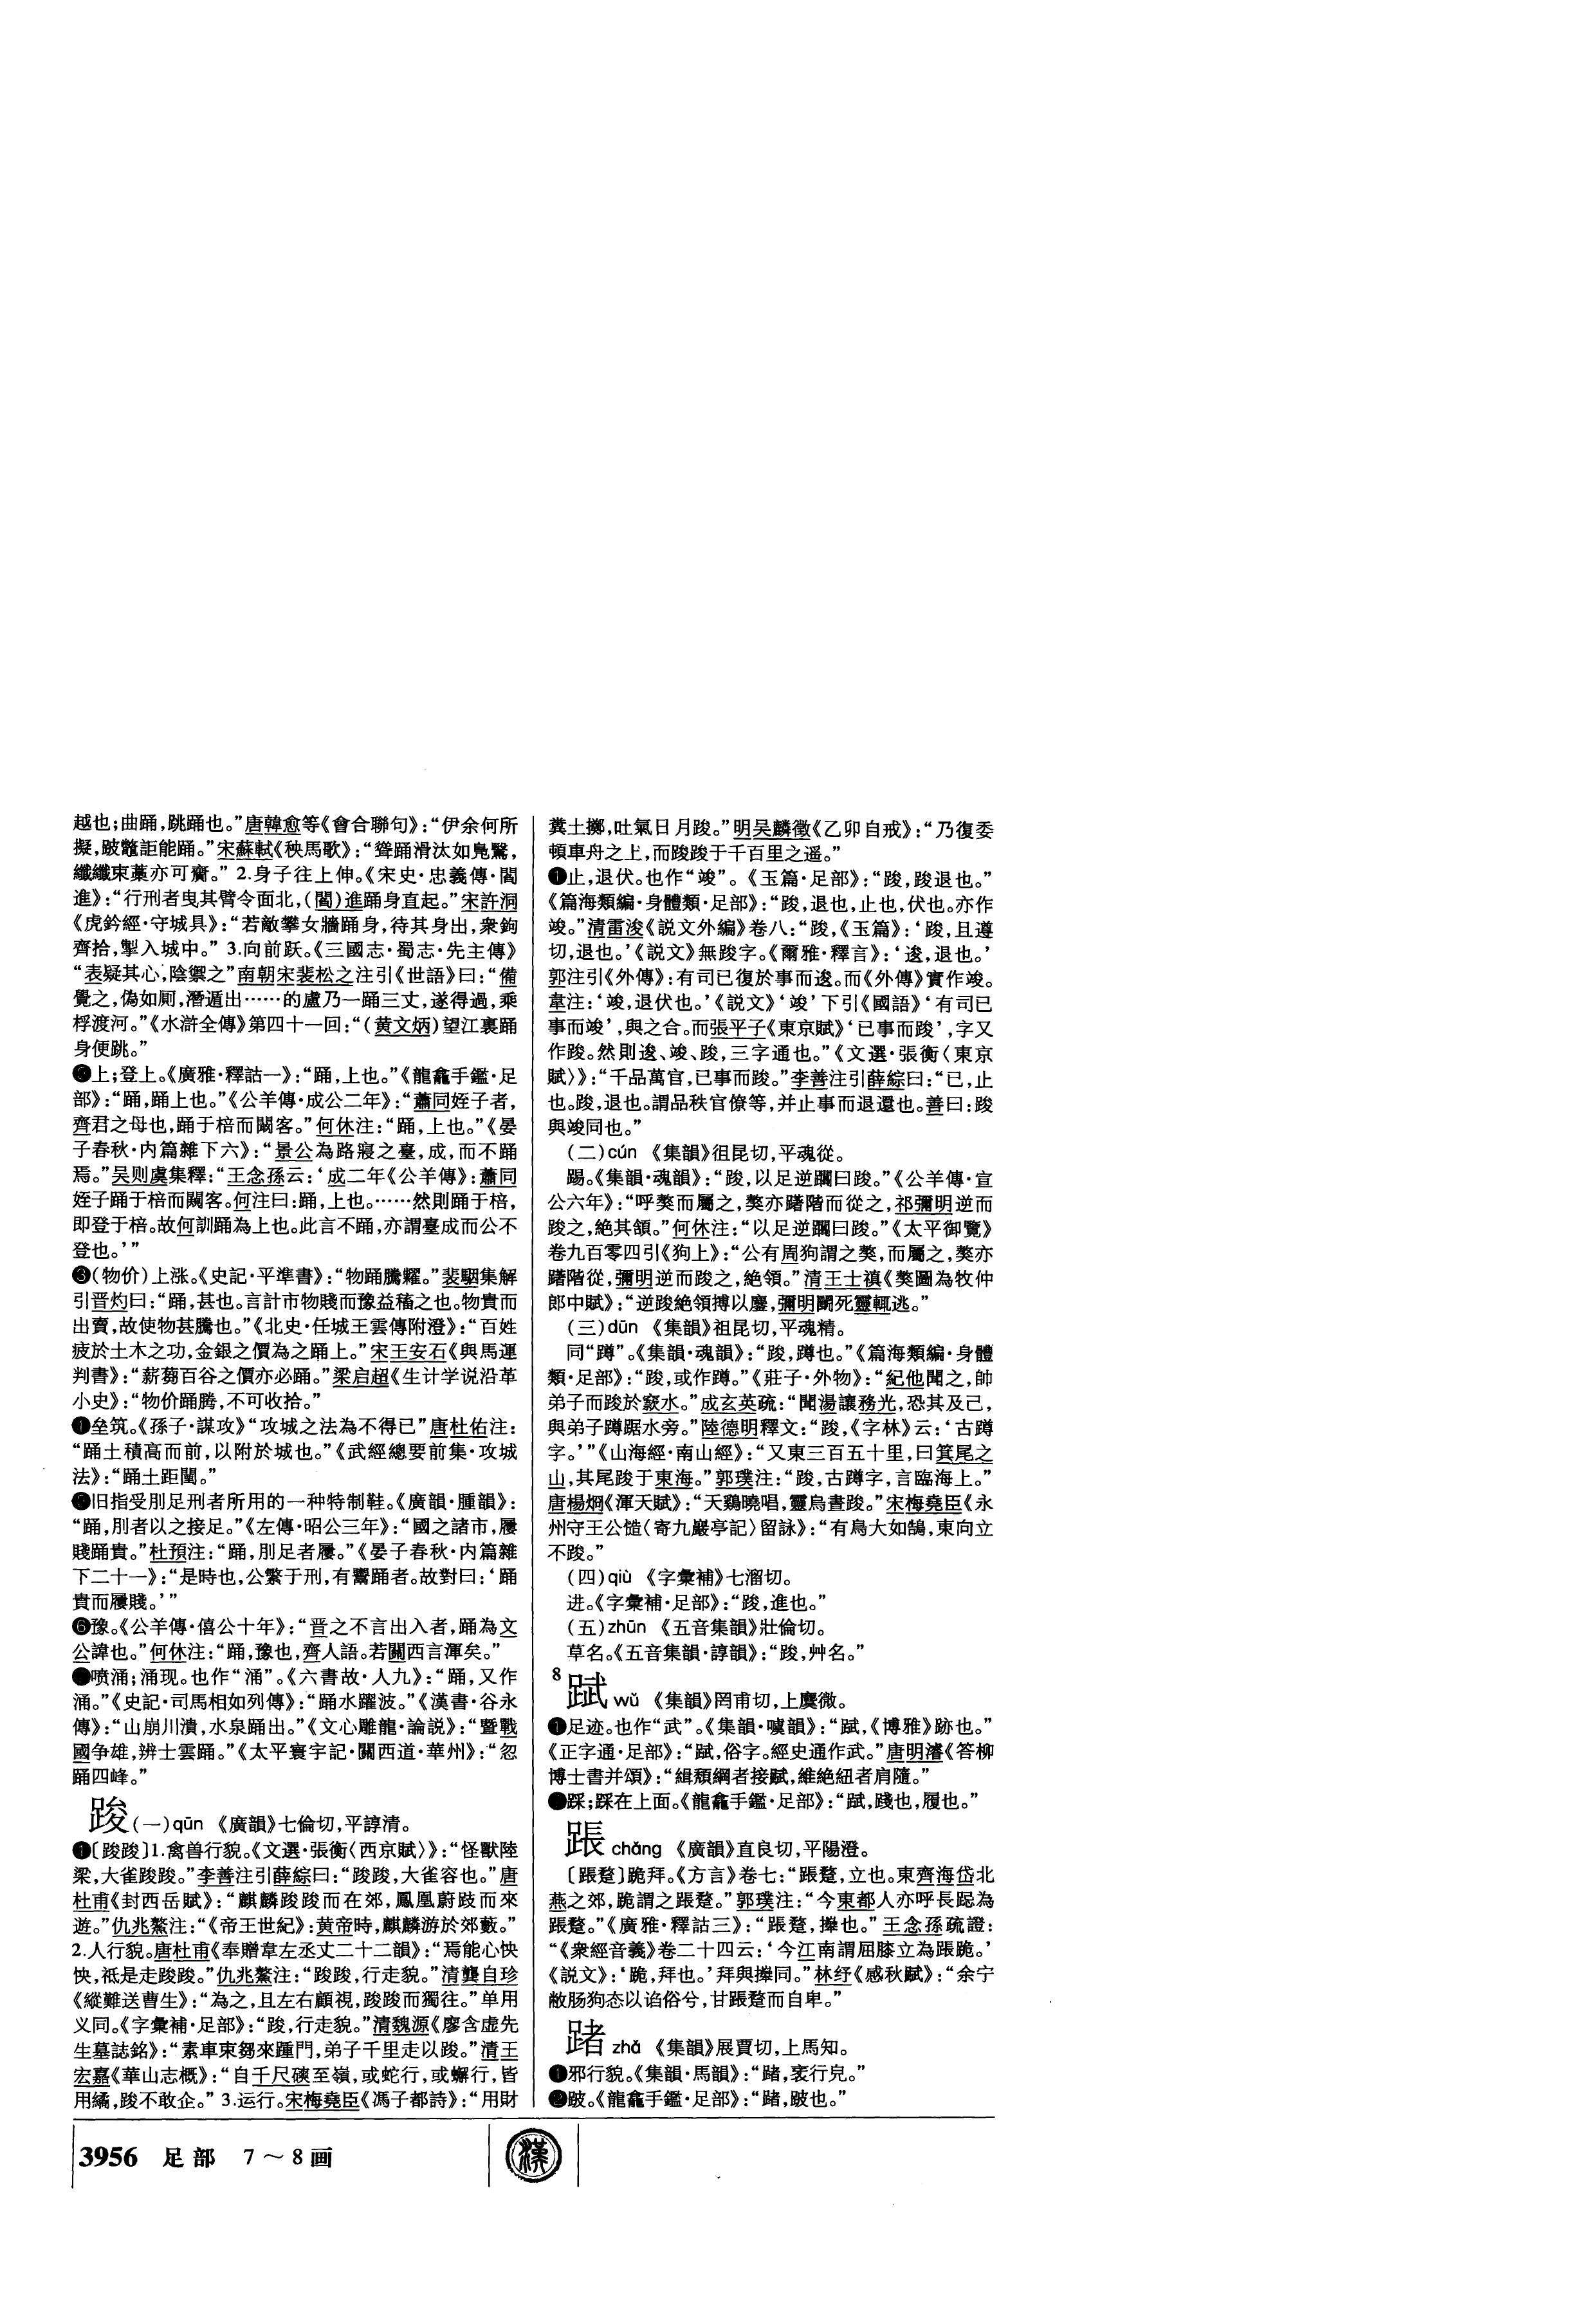 越也；曲踊，跳踊也。”唐韓愈等《會合聯句》：“伊余何所
擬，跛鼈詎能踊。”宋蘇軾《秧馬歌》：“聳踊滑汰如鳧鷖，
纖纖束藁亦可齎。” 2.身子往上伸。《宋史·忠義傳·閻
進》：“行刑者曳其臂令面北，（閻）進踊身直起。”宋許洞
《虎鈐經·守城具》：“若敵攀女牆踊身，待其身出，衆鉤
齊拾，掣入城中。” 3.向前跃。《三國志·蜀志·先主傳》
“表疑其心，陰禦之”南朝宋裴松之注引《世語》曰：“備
覺之，偽如厠，潛遁出……的盧乃一踊三丈，遂得過，乘
桴渡河。”《水滸全傳》第四十一回：“（黄文炳）望江裏踊
身便跳。”
❷上；登上。《廣雅·釋詁一》：“踊，上也。”《龍龕手鑑·足
部》：“踊，踊上也。”《公羊傳·成公二年》：“蕭同姪子者，
齊君之母也，踊于棓而闚客。”何休注：“踊，上也。”《晏
子春秋·内篇雜下六》：“景公為路寢之臺，成，而不踊
焉。”吴则虞集釋：“王念孫云：‘成二年《公羊傳》：蕭同
姪子踊于棓而闚客。何注曰：踊，上也。……然則踊于棓，
即登于棓。故何訓踊為上也。此言不踊，亦謂臺成而公不
登也。’”
❸（物价）上涨。《史記·平準書》：“物踊騰糶。”裴駰集解
引晋灼曰：“踊，甚也。言計市物賤而豫益稸之也。物貴而
出賣，故使物甚騰也。”《北史·任城王雲傳附澄》：“百姓
疲於土木之功，金銀之價為之踊上。”宋王安石《與馬運
判書》：“薪蒭百谷之價亦必踊。”梁启超《生计学说沿革
小史》：“物价踊腾，不可收拾。”
❹垒筑。《孫子·謀攻》“攻城之法為不得已”唐杜佑注：
“踊土積高而前，以附於城也。”《武經總要前集·攻城
法》：“踊土距闉。”
❺旧指受刖足刑者所用的一种特制鞋。《廣韻·腫韻》：
“踊，刖者以之接足。”《左傳·昭公三年》：“國之諸市，屨
賤踊貴。”杜預注：“踊，刖足者屨。”《晏子春秋·内篇雜
下二十一》：“是時也，公繁于刑，有鬻踊者。故對曰：‘踊
貴而屨賤。’”
❻豫。《公羊傳·僖公十年》：“晋之不言出入者，踊為文
公諱也。”何休注：“踊，豫也，齊人語。若關西言渾矣。”
❼喷涌；涌现。也作“涌”。《六書故·人九》：“踊，又作
涌。”《史記·司馬相如列傳》：“踊水躍波。”《漢書·谷永
傳》：“山崩川潰，水泉踊出。”《文心雕龍·論説》：“暨戰
國争雄，辨士雲踊。”《太平寰宇記·關西道·華州》：“忽
踊四峰。”
踆（一）qūn 《廣韻》七倫切，平諄清。
❶〔踆踆〕1.禽兽行貌。《文選·張衡〈西京賦〉》：“怪獸陸
梁，大雀踆踆。”李善注引薛綜曰：“踆踆，大雀容也。”唐
杜甫《封西岳賦》：“麒麟踆踆而在郊，鳳凰蔚跂而來
遊。”仇兆鰲注：“《帝王世紀》：黄帝時，麒麟游於郊藪。”
2.人行貌。唐杜甫《奉贈韋左丞丈二十二韻》：“焉能心怏
怏，祇是走踆踆。”仇兆鰲注：“踆踆，行走貌。”清龔自珍
《縱難送曹生》：“為之，且左右顧視，踆踆而獨往。”单用
义同。《字彙補·足部》：“踆，行走貌。”清魏源《廖含虚先
生墓誌銘》：“素車束芻來踵門，弟子千里走以踆。”清王
宏嘉《華山志概》：“自千尺㠉至嶺，或蛇行，或蠏行，皆
用繘，踆不敢企。” 3.运行。宋梅堯臣《馮子都詩》：“用財
糞土擲，吐氣日月踆。”明吴麟徵《乙卯自戒》：“乃復委
頓車舟之上，而踆踆于千百里之遥。”
❷止，退伏。也作“竣”。《玉篇·足部》：“踆，踆退也。”
《篇海類編·身體類·足部》：“踆，退也，止也，伏也。亦作
竣。”清雷浚《説文外編》卷八：“踆，《玉篇》：‘踆，且遵
切，退也。’《説文》無踆字。《爾雅·釋言》：‘逡，退也。’
郭注引《外傳》：有司已復於事而逡。而《外傳》實作竣。
韋注：‘竣，退伏也。’《説文》‘竣’下引《國語》‘有司已
事而竣’，與之合。而張平子《東京賦》‘已事而踆’，字又
作踆。然則逡、竣、踆，三字通也。”《文選·張衡〈東京
賦〉》：“千品萬官，已事而踆。”李善注引薛綜曰：“已，止
也。踆，退也。謂品秩官僚等，并止事而退還也。善曰：踆
與竣同也。”
（二）cún 《集韻》徂昆切，平魂從。
踢。《集韻·魂韻》：“踆，以足逆蹋曰踆。”《公羊傳·宣
公六年》：“呼獒而屬之，獒亦躇階而從之，祁彌明逆而
踆之，絶其頷。”何休注：“以足逆蹋曰踆。”《太平御覽》
卷九百零四引《狗上》：“公有周狗謂之獒，而屬之，獒亦
躇階從，彌明逆而踆之，絶領。”清王士禛《獒圖為牧仲
郎中賦》：“逆踆絶領搏以麈，彌明鬭死靈輒逃。”
（三）dūn 《集韻》祖昆切，平魂精。
同“蹲”。《集韻·魂韻》：“踆，蹲也。”《篇海類編·身體
類·足部》：“踆，或作蹲。”《莊子·外物》：“紀他聞之，帥
弟子而踆於窾水。”成玄英疏：“聞湯讓務光，恐其及己，
與弟子蹲踞水旁。”陸德明釋文：“踆，《字林》云：‘古蹲
字。’”《山海經·南山經》：“又東三百五十里，曰箕尾之
山，其尾踆于東海。”郭璞注：“踆，古蹲字，言臨海上。”
唐楊炯《渾天賦》：“天鷄曉唱，靈烏晝踆。”宋梅堯臣《永
州守王公慥〈寄九巖亭記〉留詠》：“有鳥大如鵠，東向立
不踆。”
（四）qiù 《字彙補》七溜切。
进。《字彙補·足部》：“踆，進也。”
（五）zhūn 《五音集韻》壯倫切。
草名。《五音集韻·諄韻》：“踆，艸名。”
8
䟼 wǔ 《集韻》罔甫切，上麌微。
❶足迹。也作“武”。《集韻·噳韻》：“䟼，《博雅》跡也。”
《正字通·足部》：“䟼，俗字。經史通作武。”唐明濬《答柳
博士書并頌》：“緝頹綱者接䟼，維絶紐者肩隨。”
❷踩；踩在上面。《龍龕手鑑·足部》：“䟼，踐也，履也。”
䠆 chǎng 《廣韻》直良切，平陽澄。
〔䠆䠒〕跪拜。《方言》卷七：“䠆䠒，立也。東齊海岱北
燕之郊，跪謂之䠆䠒。”郭璞注：“今東都人亦呼長跽為
䠆䠒。”《廣雅·釋詁三》：“䠆䠒，𢷎也。”王念孫疏證：
“《衆經音義》卷二十四云：‘今江南謂屈膝立為䠆跪。’
《説文》：‘跪，拜也。’拜與𢷎同。”林纾《感秋赋》：“余宁
敝肠狗态以谄俗兮，甘䠆䠒而自卑。”
踷 zhǎ 《集韻》展賈切，上馬知。
❶邪行貌。《集韻·馬韻》：“踷，衺行皃。”
❷跛。《龍龕手鑑·足部》：“踷，跛也。”
3956 足部 7～8画
漢